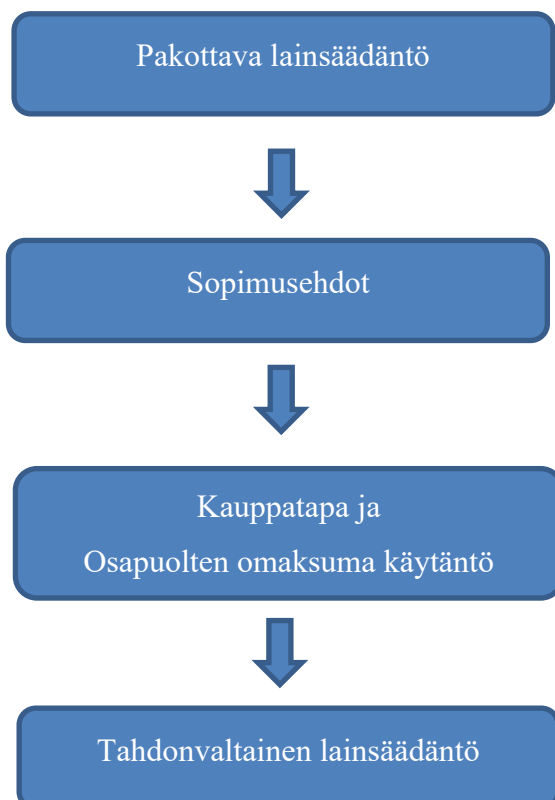 Pakottava lainsäädäntö
Sopimusehdot
Kauppatapa ja
Osapuolten omaksuma käytäntö
Tahdonvaltainen lainsäädäntö